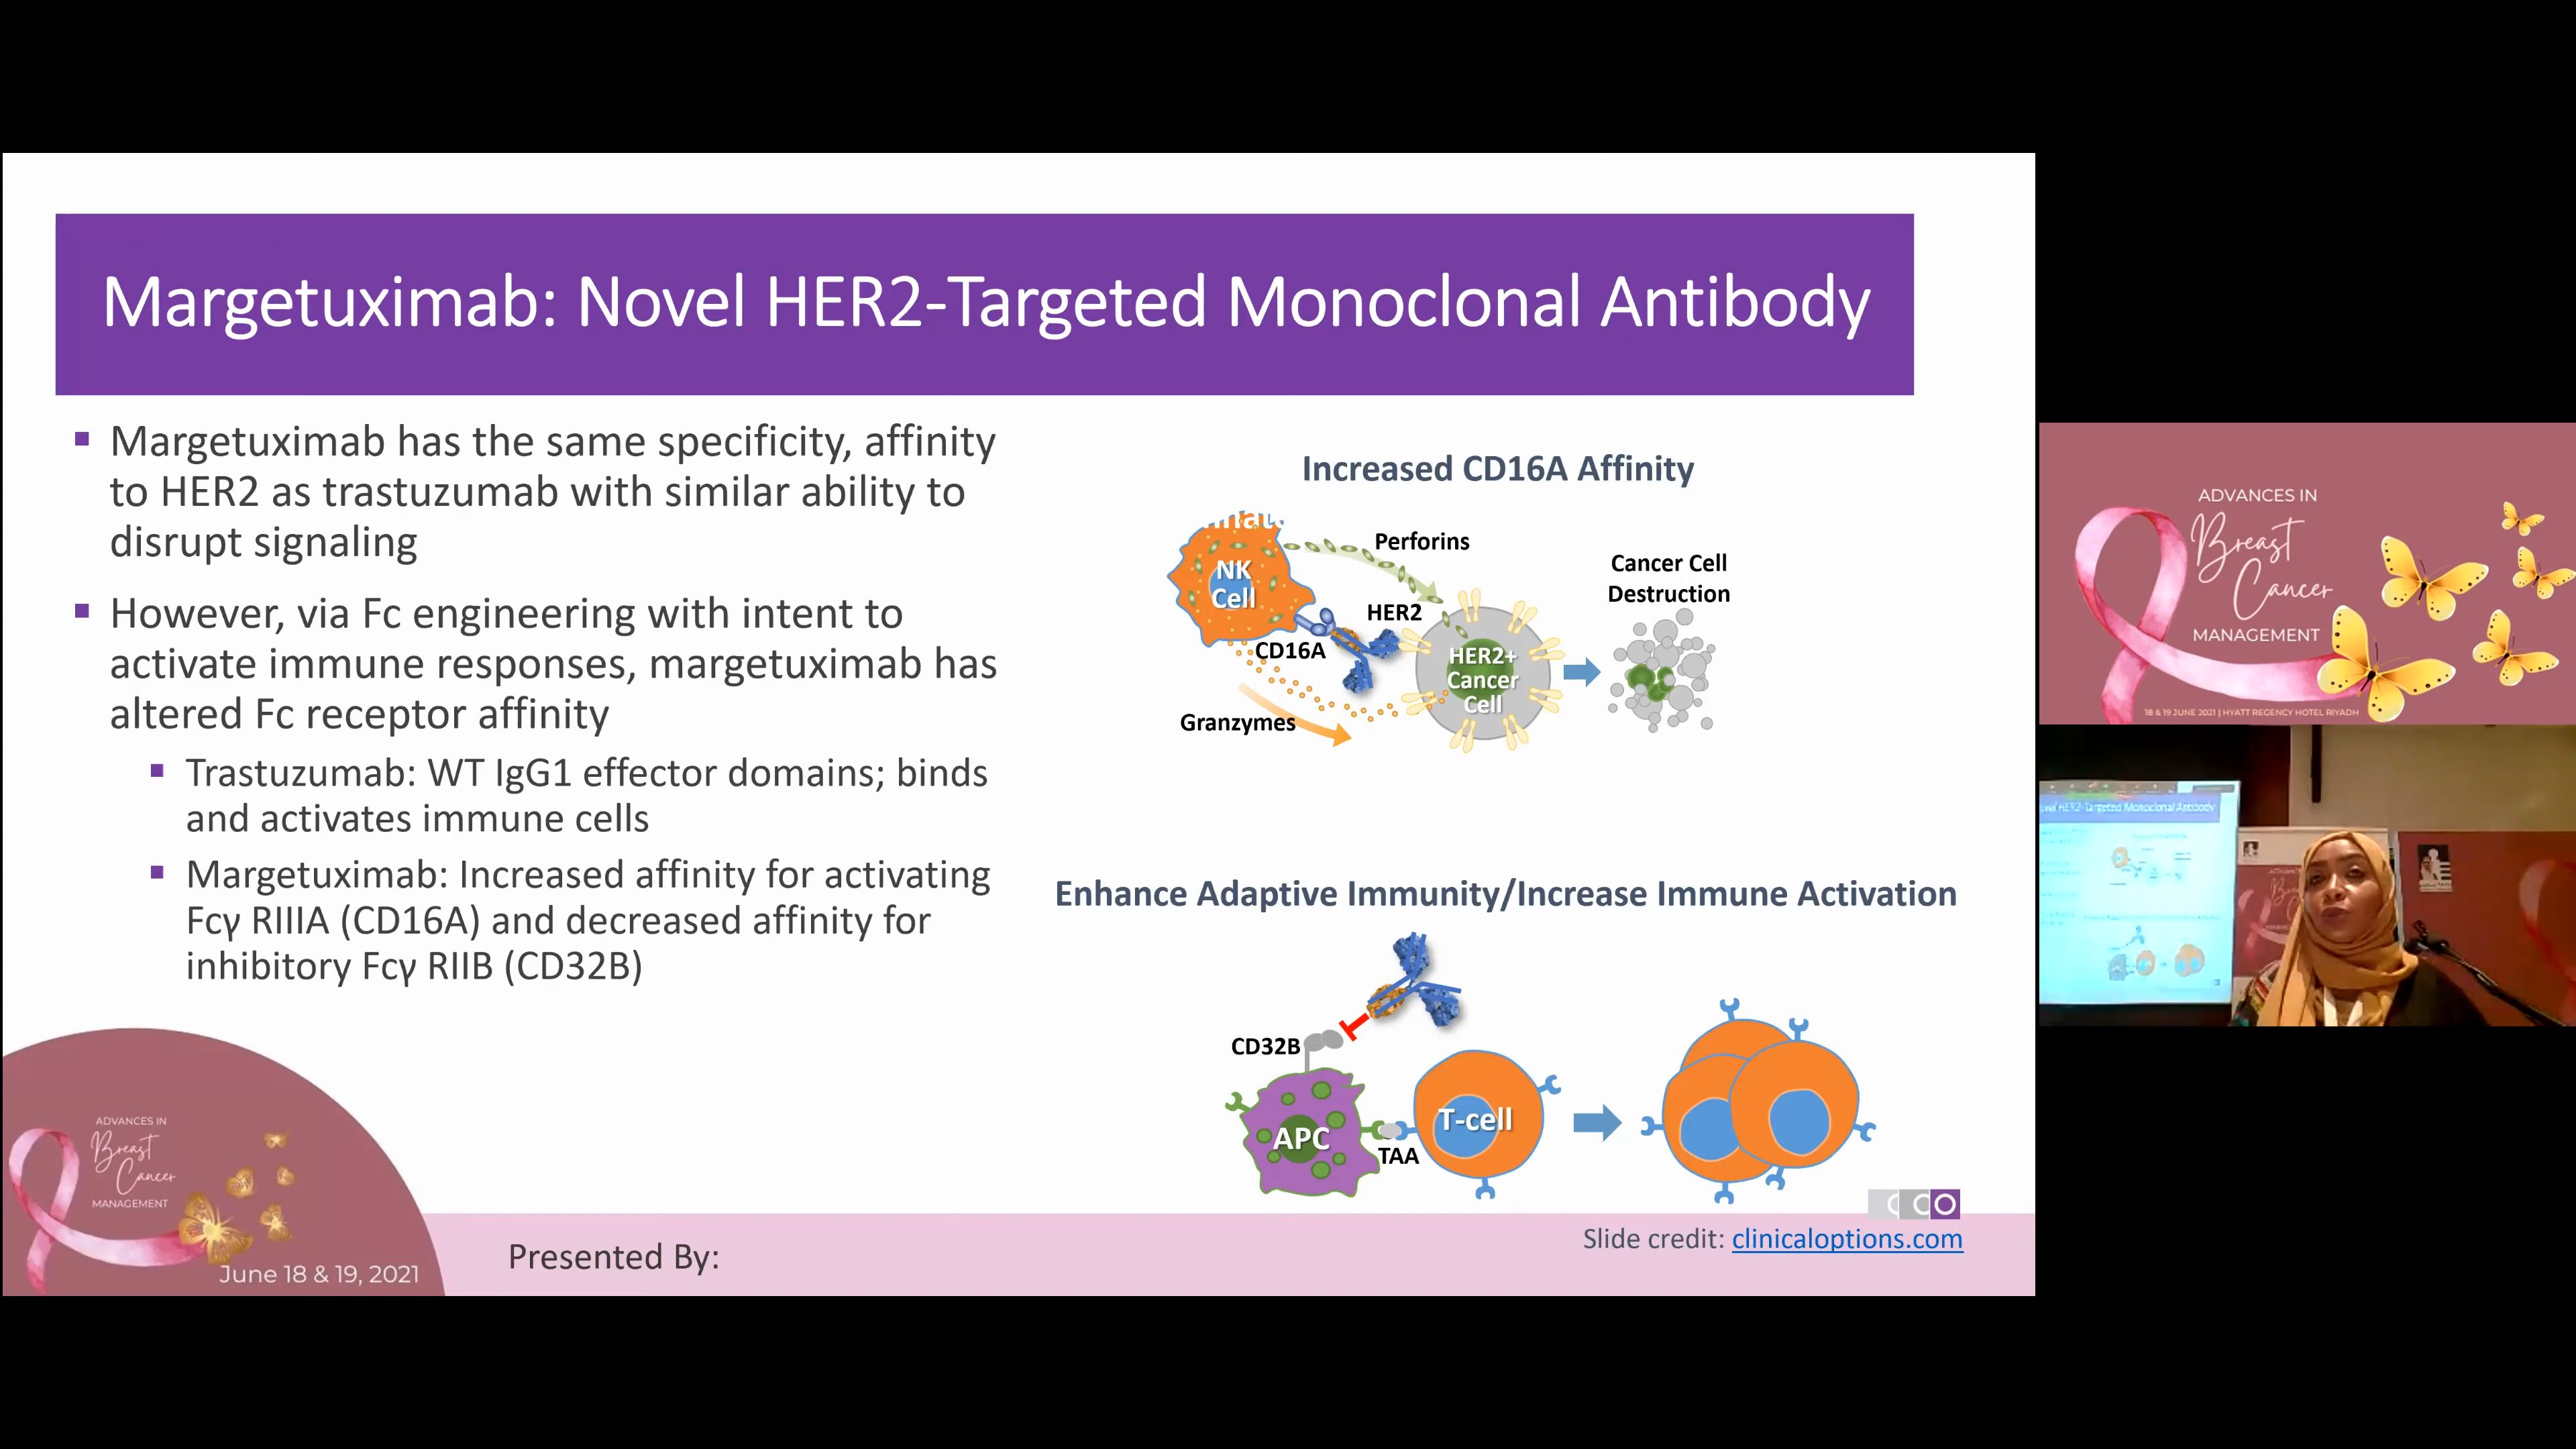 Margetuximab: Novel HER2-Targeted Monoclonal Antibody
▪ Margetuximab has the same specificity, affinity
to HER2 as trastuzumab with similar ability to
disrupt signaling
▪ However, via Fc engineering with intent to
activate immune responses, margetuximab has
altered Fc receptor affinity
▪ Trastuzumab: WT IgG1 effector domains; binds
and activates immune cells
▪ Margetuximab: Increased affinity for activating
Fcγ RIIIA (CD16A) and decreased affinity for
inhibitory Fcγ RIIB (CD32B)
Increased CD16A Affinity
NK
Cell
Perforins
HER2
CD16A
Granzymes
HER2+
Cancer
Cell
Cancer Cell
Destruction
Enhance Adaptive Immunity/Increase Immune Activation
CD32B
APC
TAA
T-cell
CCO
Slide credit: clinicaloptions.com
Presented By:
ADVANCES IN
Breast
Cancer
MANAGEMENT
June 18 & 19, 2021
ADVANCES IN
Breast
Cancer
MANAGEMENT
18 & 19 JUNE 2021 | HYATT REGENCY HOTEL RIYADH
HER2-Targeted Monoclonal Antibody